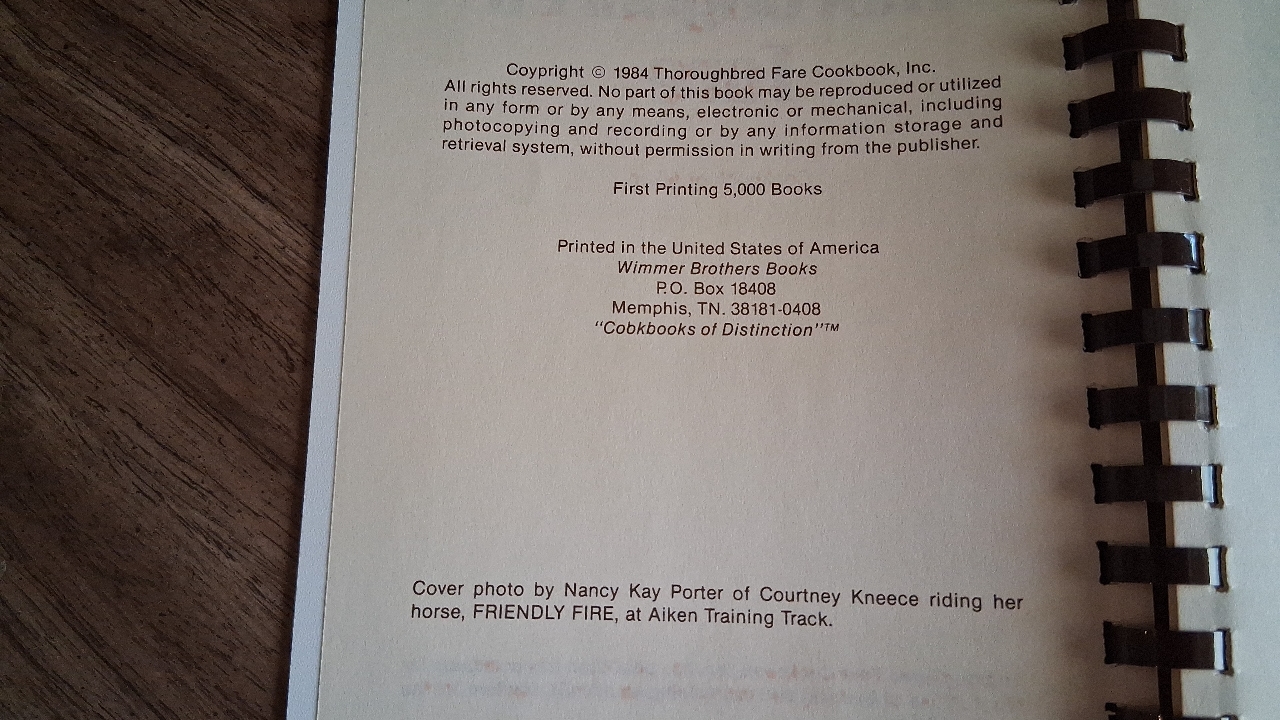 Coypright © 1984 Thoroughbred Fare Cookbook, Inc.
All rights reserved. No part of this book may be reproduced or utilized
in any form or by any means, electronic or mechanical, including
photocopying and recording or by any information storage and
retrieval system, without permission in writing from the publisher.
First Printing 5,000 Books
Printed in the United States of America
Wimmer Brothers Books
P.O. Box 18408
Memphis, TN. 38181-0408
"Cobkbooks of Distinction"™
Cover photo by Nancy Kay Porter of Courtney Kneece riding her
horse, FRIENDLY FIRE, at Aiken Training Track.